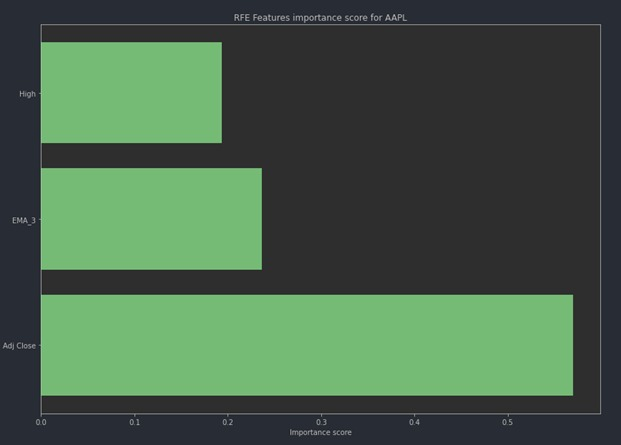 RFE Features importance score for AAPL
High
EMA_3
Adj Close
0.0 0.1 0.2 0.3 0.4 0.5
Importance score